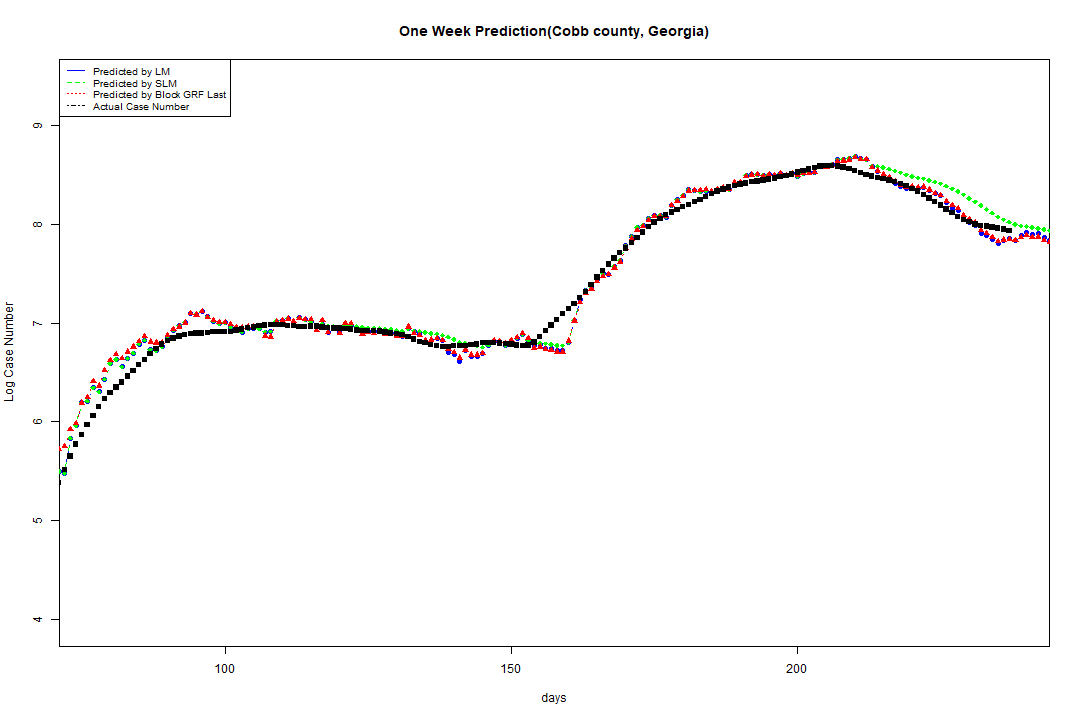 One Week Prediction(Cobb county, Georgia)
Predicted by LM
Predicted by SLM
Predicted by Block GRF Last
Actual Case Number
9
8
7
6
5
4
Log Case Number
100
150
200
days